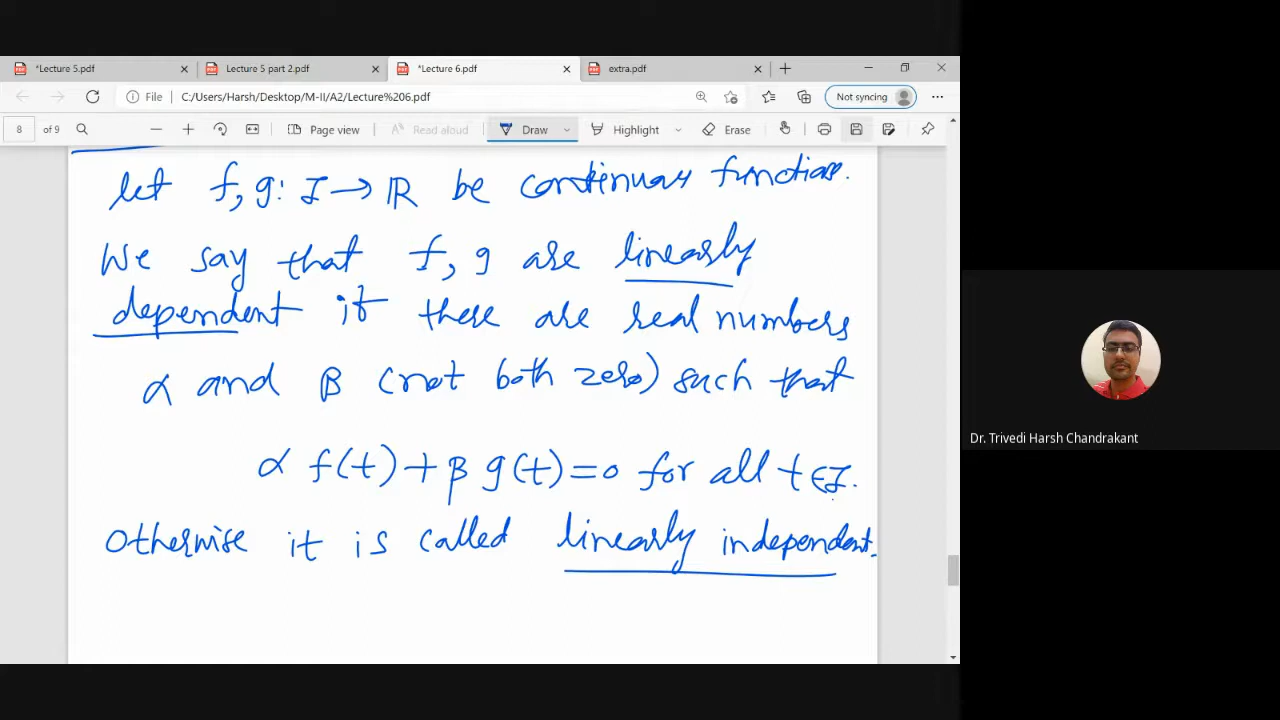 *Lecture 5.pdf
Lecture 5 part 2.pdf
*Lecture 6.pdf
extra.pdf
File
C:/Users/Harsh/Desktop/M-II/A2/Lecture%206.pdf
Not syncing
8 of 9
Page view
Read aloud
Draw
Highlight
Erase
let f, g: I → ℝ be continuous functions.
We say that f, g are linearly
dependent if there are real numbers
α and β (not both zero) such that
α f(t) + β g(t) = 0 for all t ∈ I.
Otherwise it is called linearly independent.
Dr. Trivedi Harsh Chandrakant